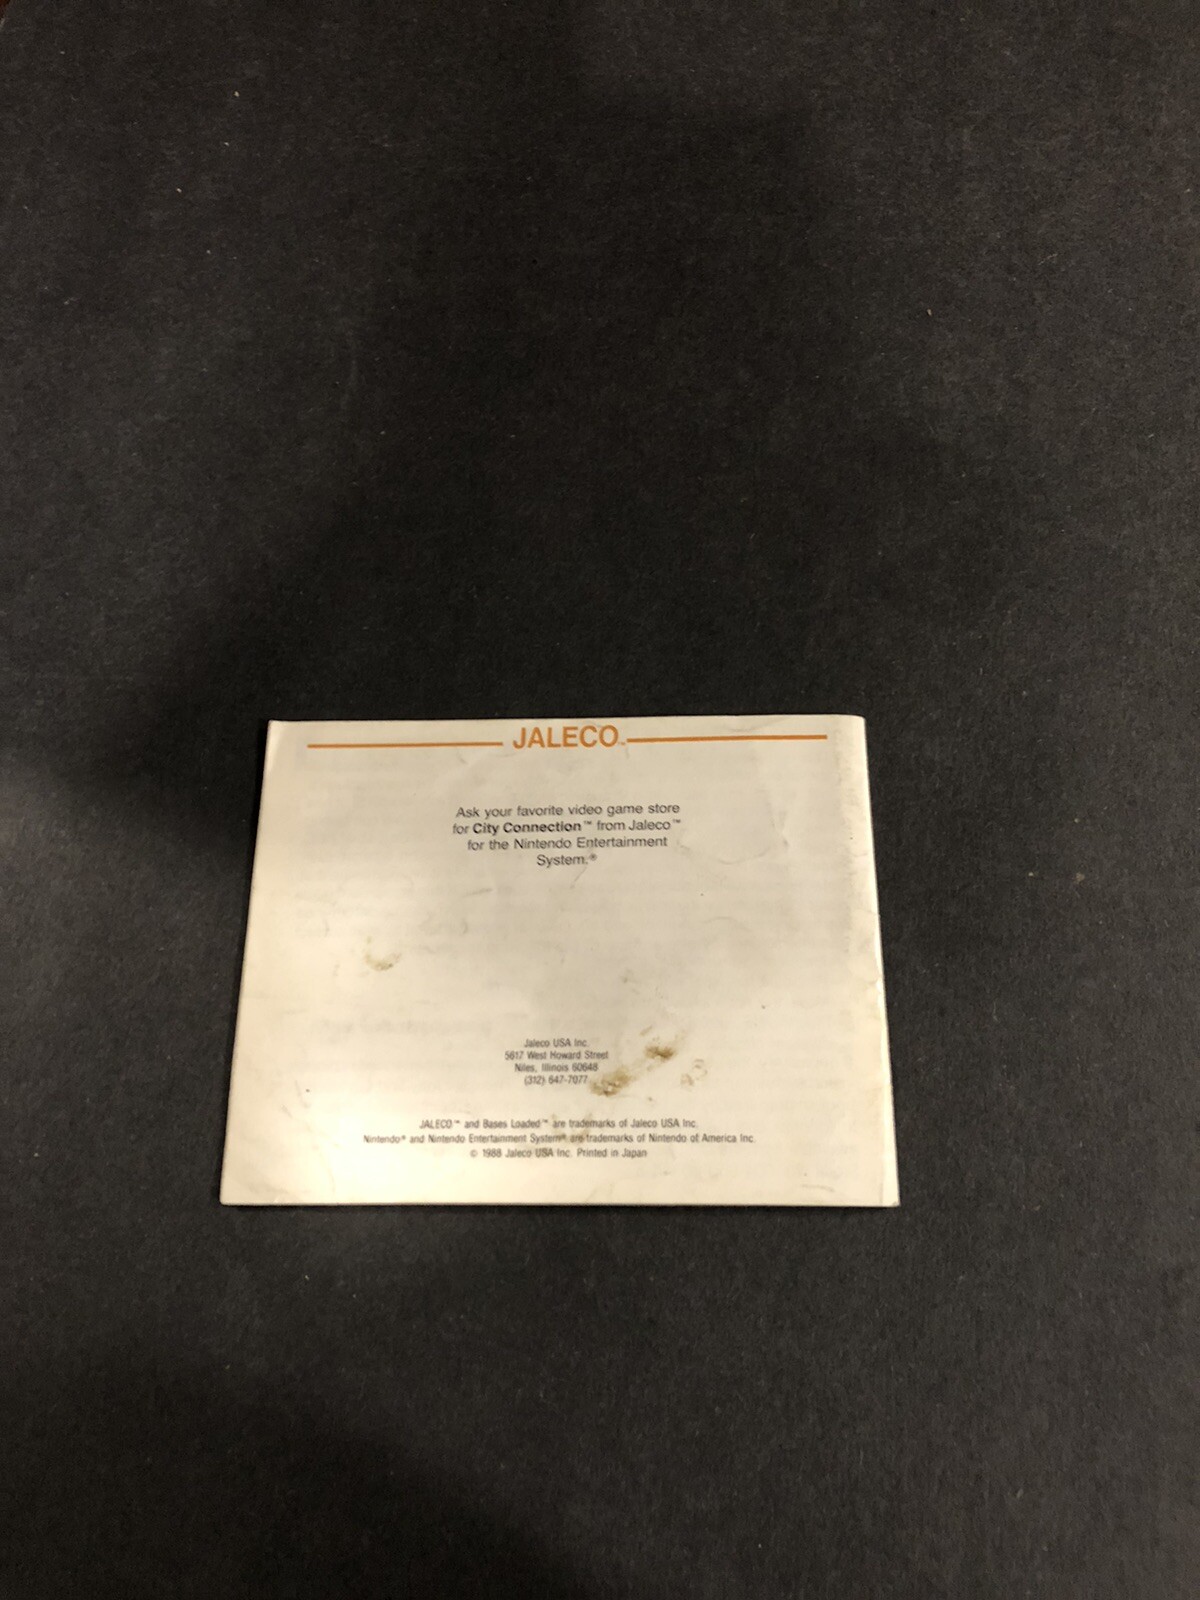 JALECO™
Ask your favorite video game store
for City Connection™ from Jaleco™
for the Nintendo Entertainment
System.®
Jaleco USA Inc.
5617 West Howard Street
Niles, Illinois 60648
(312) 647-7077
JALECO™ and Bases Loaded™ are trademarks of Jaleco USA Inc.
Nintendo® and Nintendo Entertainment System® are trademarks of Nintendo of America Inc.
© 1988 Jaleco USA Inc. Printed in Japan